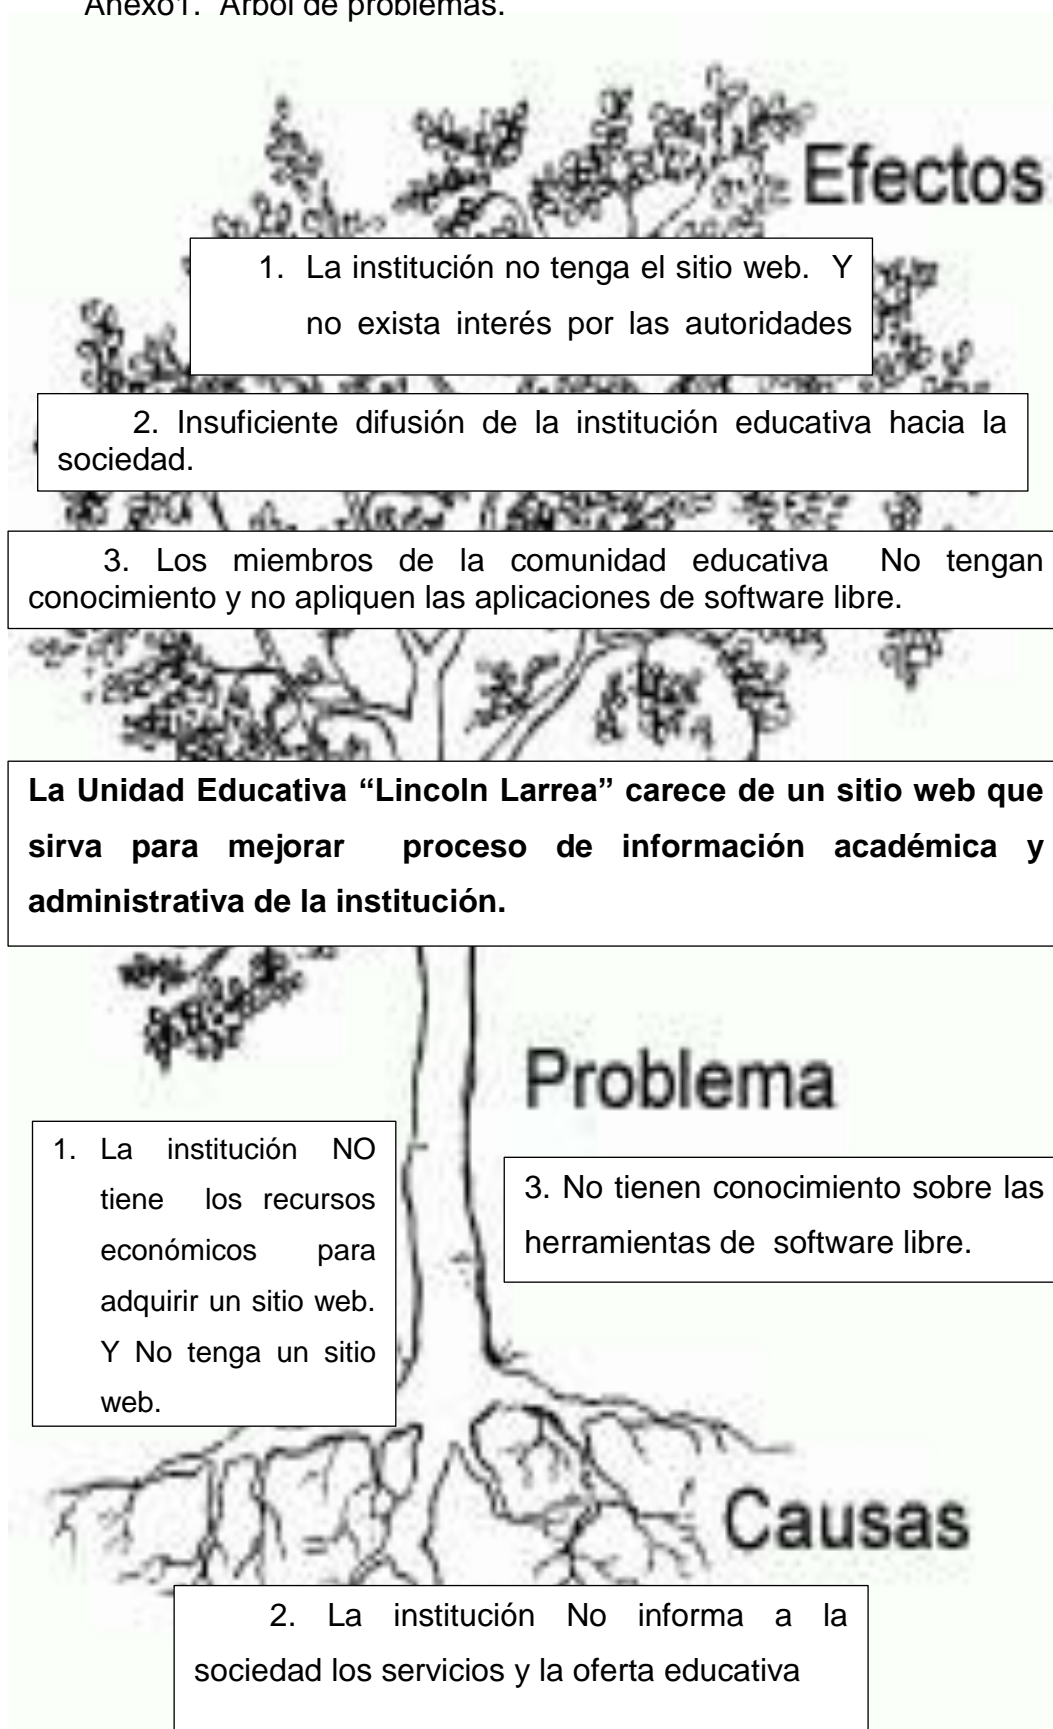 Anexo1. Árbol de problemas.
Efectos
1. La institución no tenga el sitio web. Y
no exista interés por las autoridades
2. Insuficiente difusión de la institución educativa hacia la
sociedad.
3. Los miembros de la comunidad educativa No tengan
conocimiento y no apliquen las aplicaciones de software libre.
La Unidad Educativa “Lincoln Larrea” carece de un sitio web que
sirva para mejorar proceso de información académica y
administrativa de la institución.
Problema
1. La institución NO
tiene los recursos
económicos para
adquirir un sitio web.
Y No tenga un sitio
web.
3. No tienen conocimiento sobre las
herramientas de software libre.
Causas
2. La institución No informa a la
sociedad los servicios y la oferta educativa